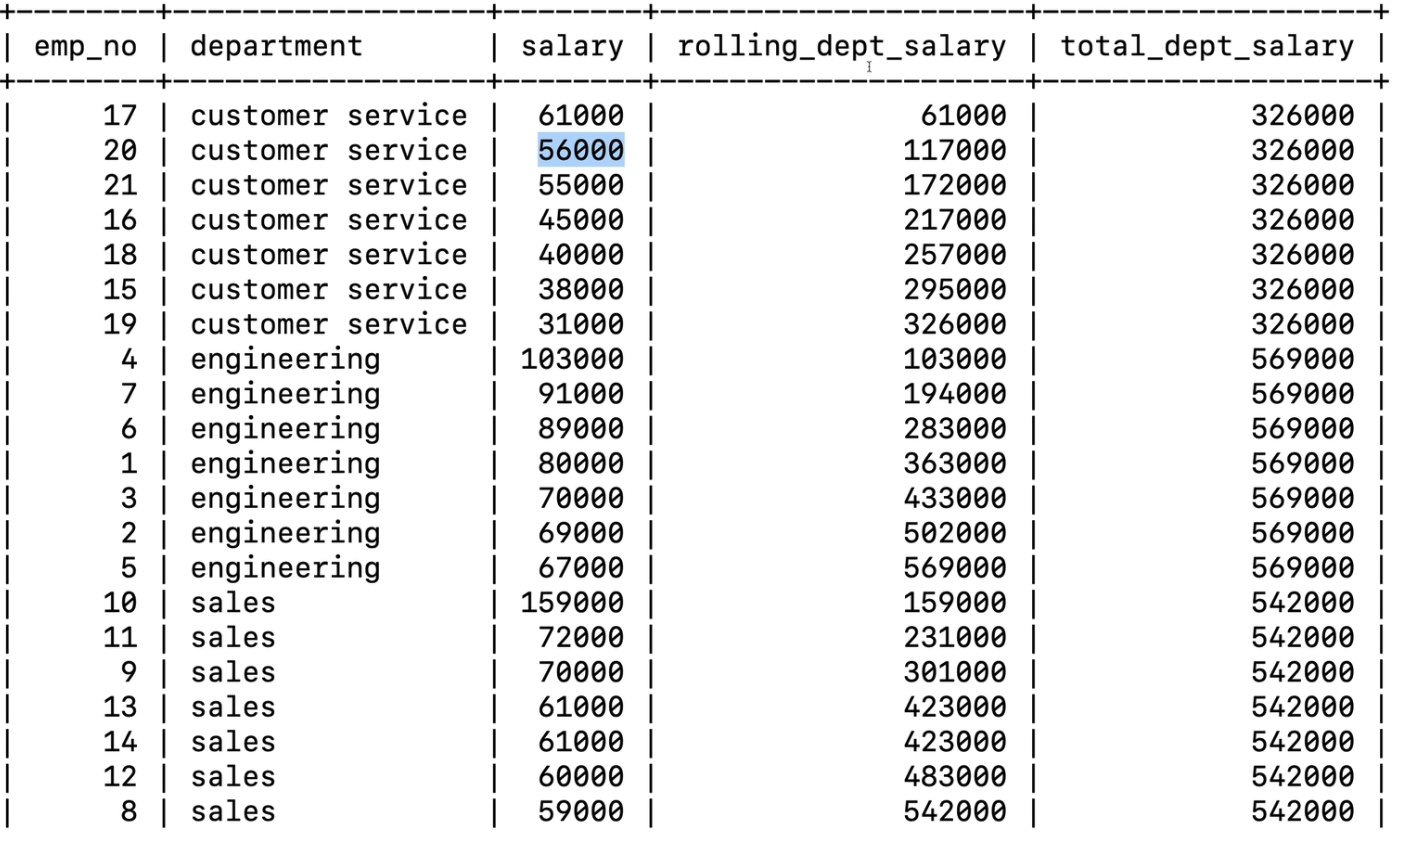 +--------+------------------+--------+---------------------+-------------------+
| emp_no | department       | salary | rolling_dept_salary | total_dept_salary |
+--------+------------------+--------+---------------------+-------------------+
|     17 | customer service |  61000 |               61000 |            326000 |
|     20 | customer service |  56000 |              117000 |            326000 |
|     21 | customer service |  55000 |              172000 |            326000 |
|     16 | customer service |  45000 |              217000 |            326000 |
|     18 | customer service |  40000 |              257000 |            326000 |
|     15 | customer service |  38000 |              295000 |            326000 |
|     19 | customer service |  31000 |              326000 |            326000 |
|      4 | engineering      | 103000 |              103000 |            569000 |
|      7 | engineering      |  91000 |              194000 |            569000 |
|      6 | engineering      |  89000 |              283000 |            569000 |
|      1 | engineering      |  80000 |              363000 |            569000 |
|      3 | engineering      |  70000 |              433000 |            569000 |
|      2 | engineering      |  69000 |              502000 |            569000 |
|      5 | engineering      |  67000 |              569000 |            569000 |
|     10 | sales            | 159000 |              159000 |            542000 |
|     11 | sales            |  72000 |              231000 |            542000 |
|      9 | sales            |  70000 |              301000 |            542000 |
|     13 | sales            |  61000 |              423000 |            542000 |
|     14 | sales            |  61000 |              423000 |            542000 |
|     12 | sales            |  60000 |              483000 |            542000 |
|      8 | sales            |  59000 |              542000 |            542000 |